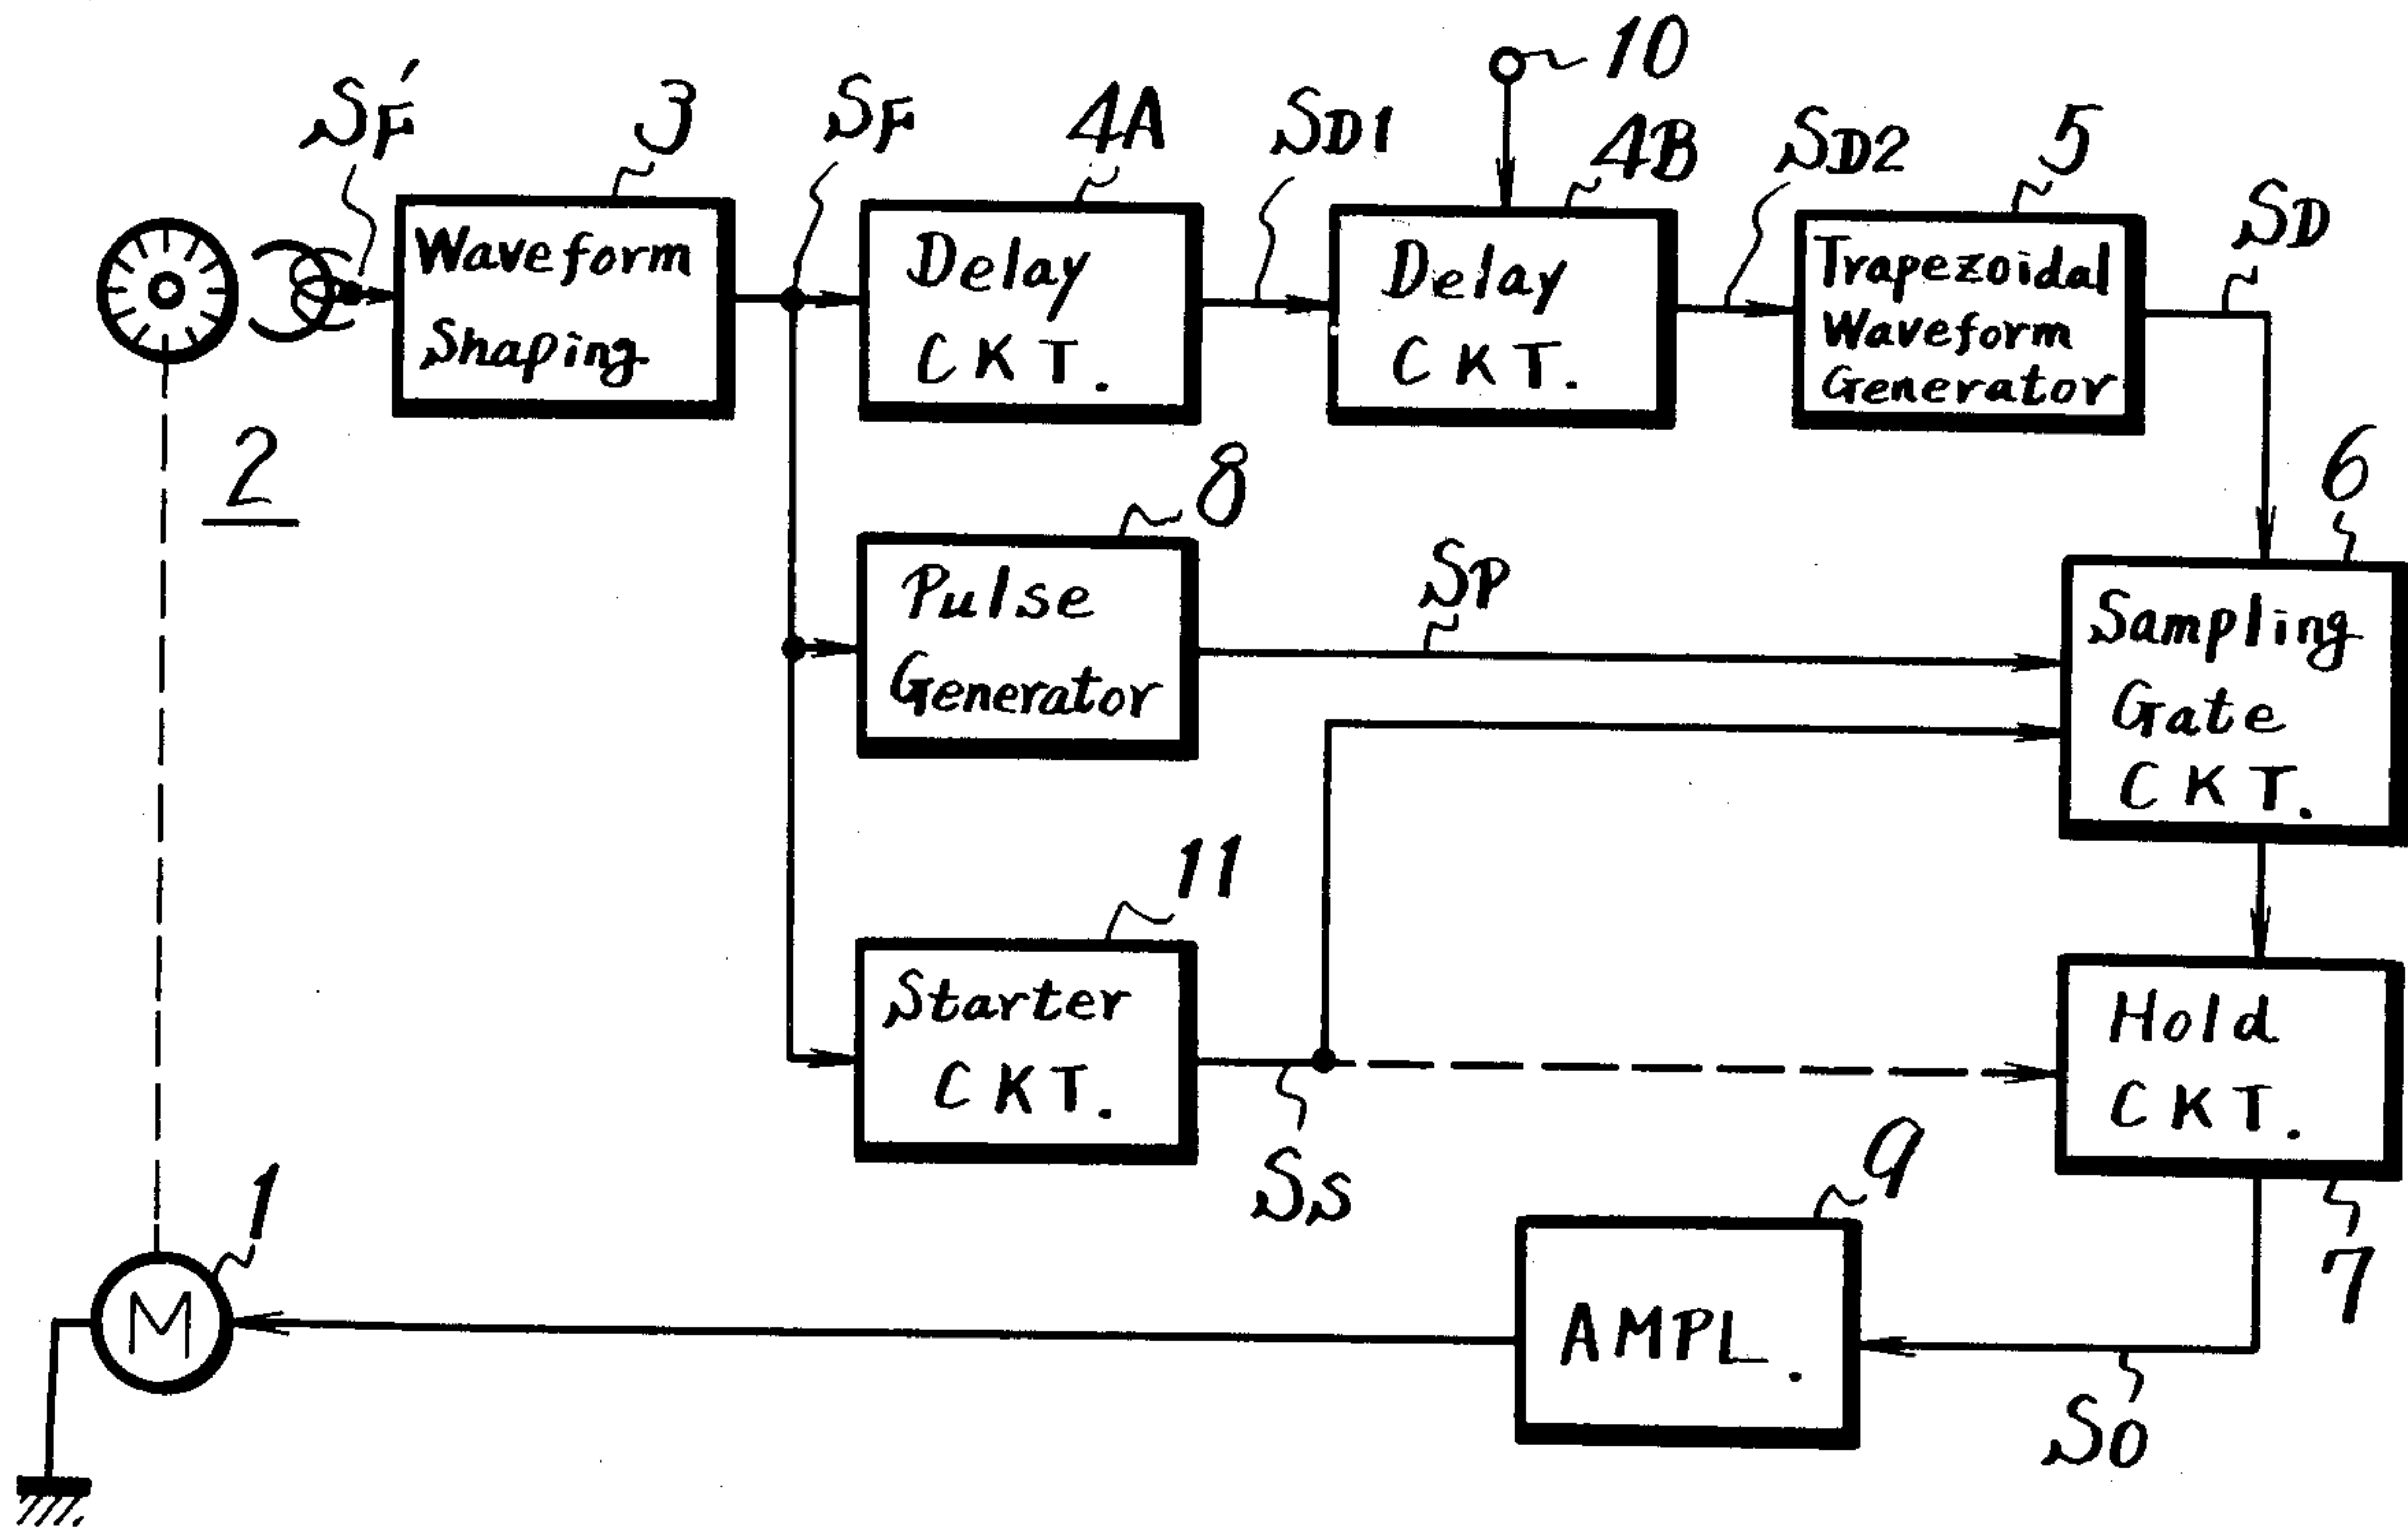 SF'
3
SF
4A
SD1
10
4B
SD2
5
SD
Waveform
Shaping
Delay
CKT.
Delay
CKT.
Trapezoidal
Waveform
Generator
2
8
6
Pulse
Generator
SP
Sampling
Gate
CKT.
11
Starter
CKT.
SS
Hold
CKT.
7
9
1
M
AMPL.
SO